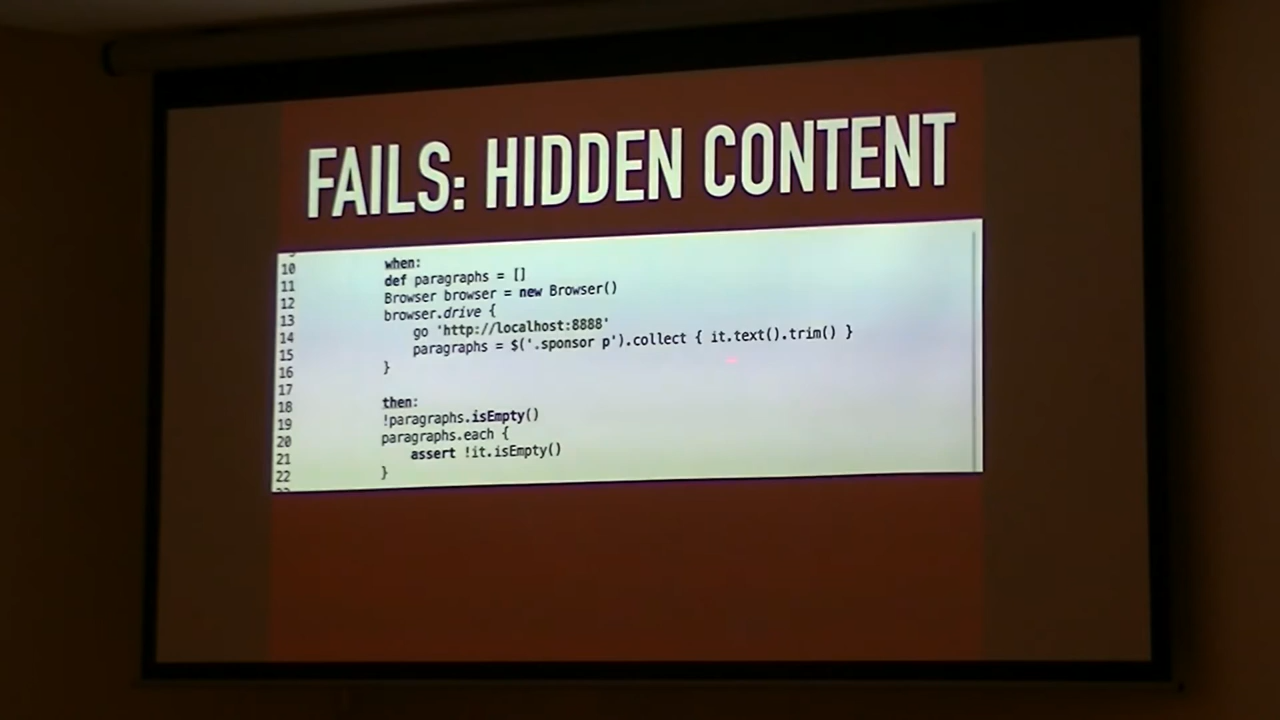 FAILS: HIDDEN CONTENT
10 when:
11 def paragraphs = []
12 Browser browser = new Browser()
13 browser.drive {
14 go 'http://localhost:8888'
15 paragraphs = $('.sponsor p').collect { it.text().trim() }
16 }
17
18 then:
19 !paragraphs.isEmpty()
20 paragraphs.each {
21 assert !it.isEmpty()
22 }